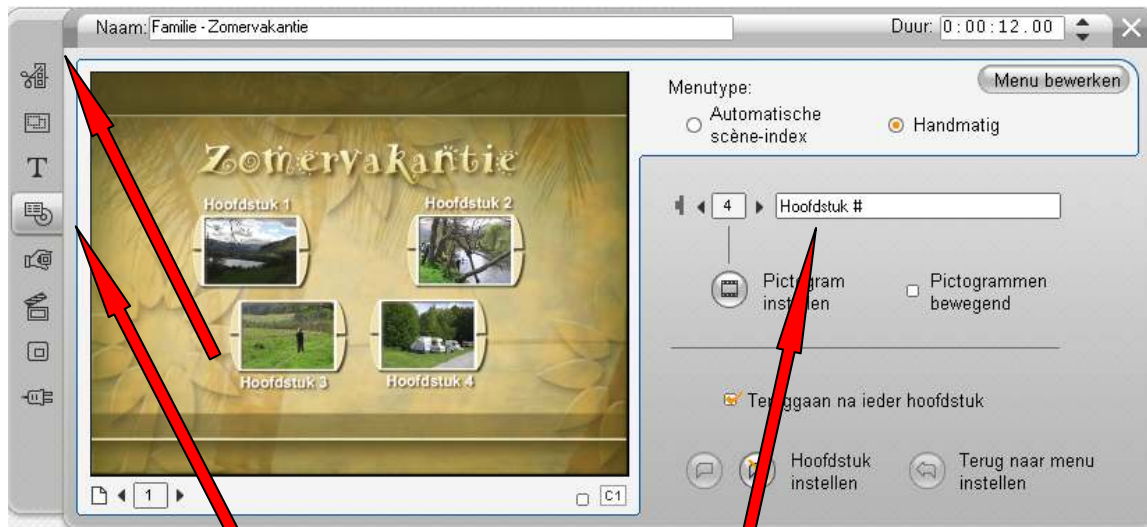 Naam: Familie - Zomervakantie
Duur: 0:00:12.00
Menu bewerken
Menutype:
Automatische
scène-index
Handmatig
Zomervakantie
Hoofdstuk 1
Hoofdstuk 2
Hoofdstuk 3
Hoofdstuk 4
T
4
Hoofdstuk #
Pictogram
instellen
Pictogrammen
bewegend
Teruggaan na ieder hoofdstuk
Hoofdstuk
instellen
Terug naar menu
instellen
1
C1